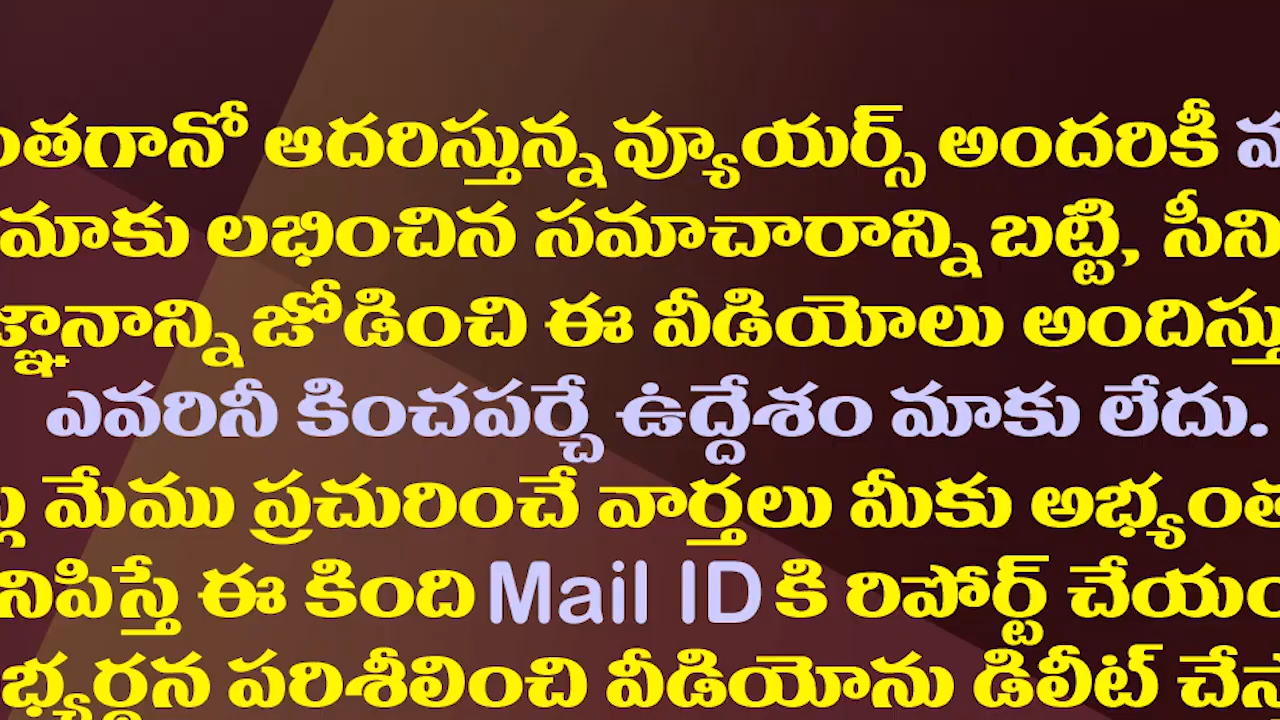 ంతగానో ఆదరిస్తున్న వ్యూయర్స్ అందరికీ
మాకు లభించిన సమాచారాన్ని బట్టి, సీని
జ్ఞానాన్ని జోడించి ఈ వీడియోలు అందిస్తు
ఎవరినీ కించపర్చే ఉద్దేశం మాకు లేదు.
మేము ప్రచురించే వార్తలు మీకు అభ్యంత
నిపిస్తే ఈ కింది Mail ID కి రిపోర్ట్ చేయం
భ్యర్థన పరిశీలించి వీడియోను డిలీట్ చేస